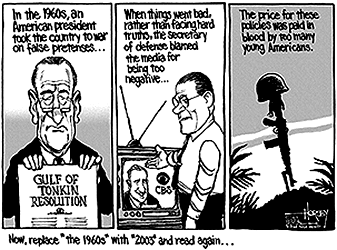 In the 1960s, an
American president
took the country to war
on false pretenses...
GULF OF
TONKIN
RESOLUTION
When things went bad,
rather than facing hard
truths, the secretary
of defense blamed
the media for
being too
negative...
CBS
The price for these
policies was paid in
blood by too many
young Americans.
HORSEY
Now, replace "the 1960s" with "2003" and read again...